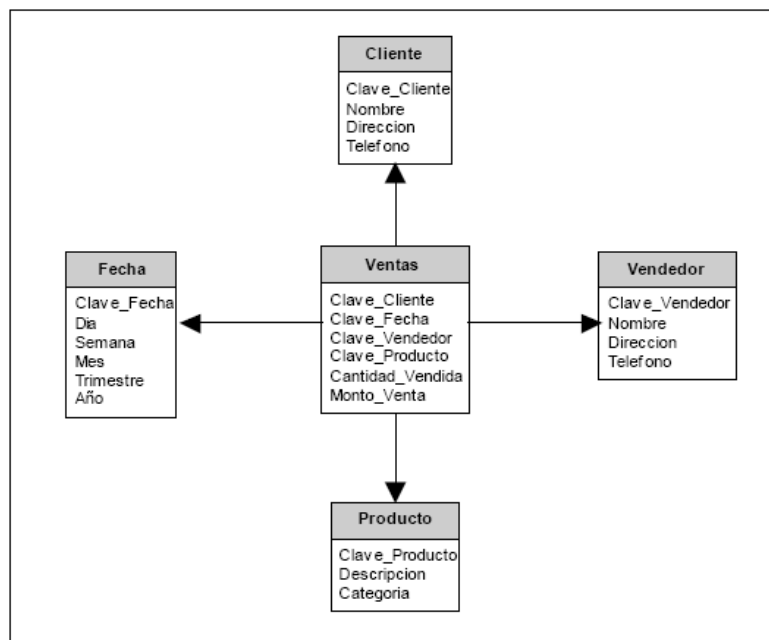 Cliente
Clave_Cliente
Nombre
Direccion
Telefono
Fecha
Clave_Fecha
Dia
Semana
Mes
Trimestre
Año
Ventas
Clave_Cliente
Clave_Fecha
Clave_Vendedor
Clave_Producto
Cantidad_Vendida
Monto_Venta
Vendedor
Clave_Vendedor
Nombre
Direccion
Telefono
Producto
Clave_Producto
Descripcion
Categoria